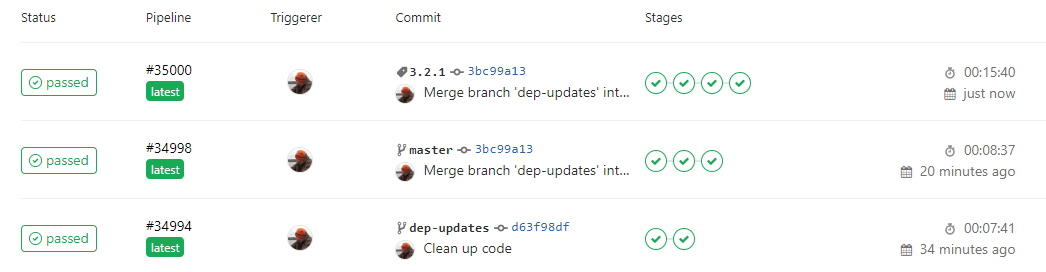 Status Pipeline Triggerer Commit Stages
passed #35000 latest 3.2.1 3bc99a13 00:15:40
Merge branch 'dep-updates' int... just now
passed #34998 latest master 3bc99a13 00:08:37
Merge branch 'dep-updates' int... 20 minutes ago
passed #34994 latest dep-updates d63f98df 00:07:41
Clean up code 34 minutes ago